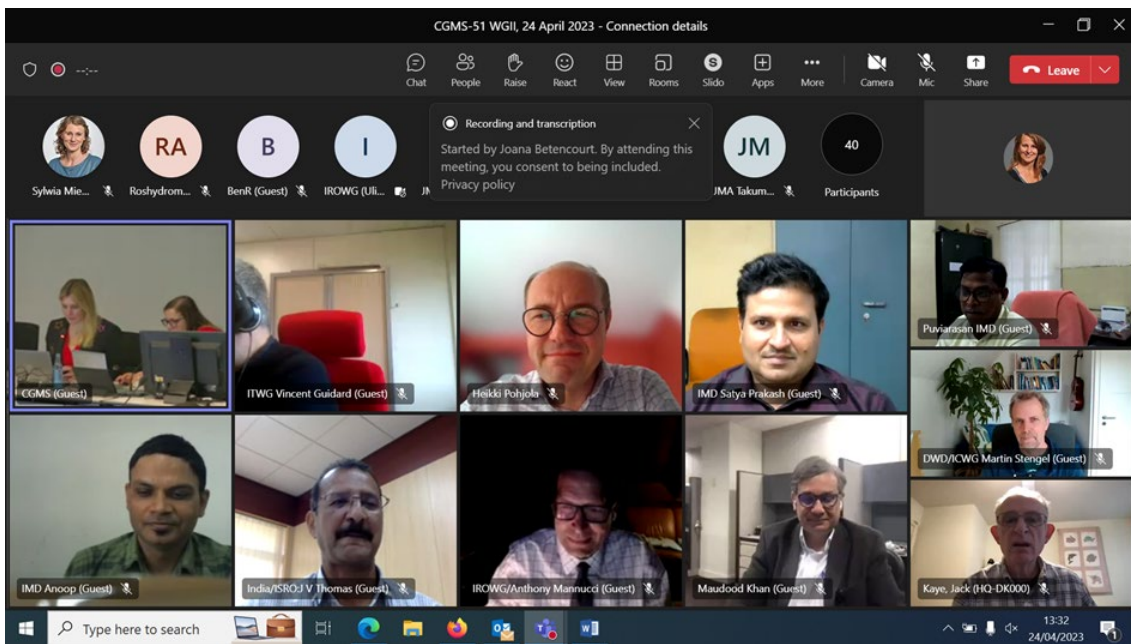 CGMS-51 WGII, 24 April 2023 - Connection details
--:--
Chat
People
Raise
React
View
Rooms
Slido
Apps
More
Camera
Mic
Share
Leave
S
RA
B
I
JM
40
Sylwia Mie...
Roshydrom...
BenR (Guest)
IROWG (Uli...
JMA Takum...
Participants
Recording and transcription
Started by Joana Betencourt. By attending this
meeting, you consent to being included.
Privacy policy
CGMS (Guest)
ITWG Vincent Guidard (Guest)
Heikki Pohjola
IMD Satya Prakash (Guest)
Puviarasan IMD (Guest)
DWD/ICWG Martin Stengel (Guest)
IMD Anoop (Guest)
India/ISRO:J V Thomas (Guest)
IROWG/Anthony Mannucci (Guest)
Maudood Khan (Guest)
Kaye, Jack (HQ-DK000)
Type here to search
13:32
24/04/2023